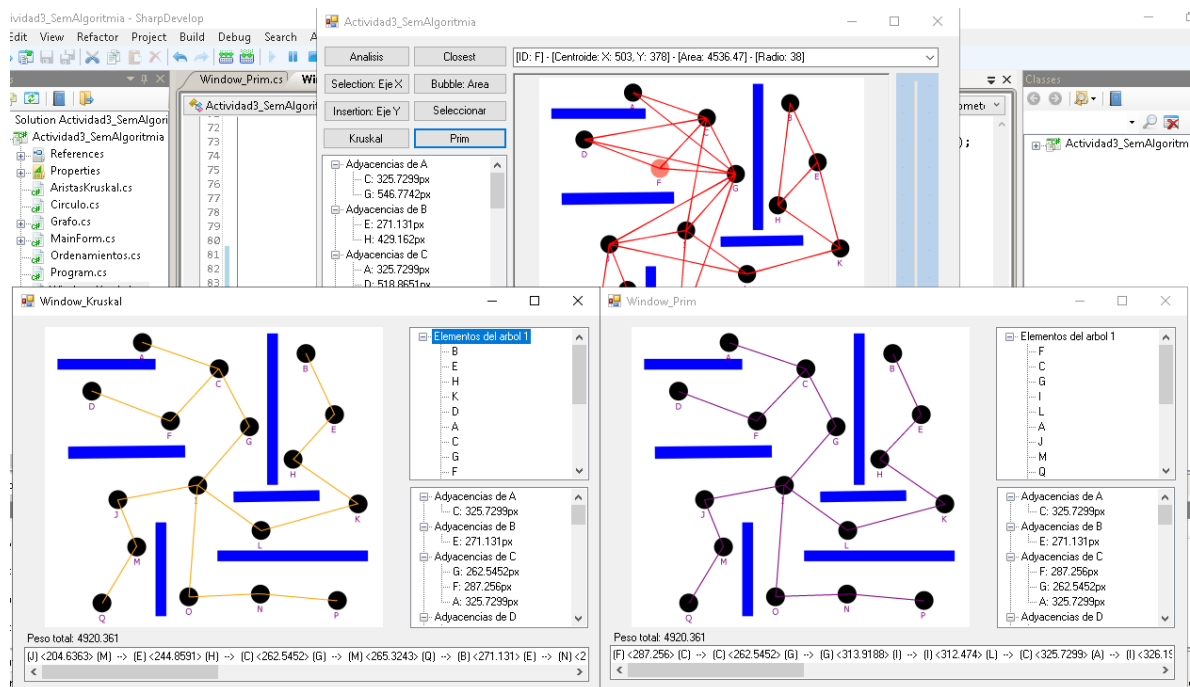 ividad3_SemAlgoritmia - SharpDevelop
Edit View Refactor Project Build Debug Search
Window_Prim.cs
Solution Actividad3_SemAlgori
Actividad3_SemAlgoritmia
References
Properties
AristasKruskal.cs
Circulo.cs
Grafo.cs
MainForm.cs
Ordenamientos.cs
Program.cs
Actividad3_SemAlgorit
72
73
74
75
76
77
78
79
80
81
82
83
);
Classes
Actividad3_SemAlgoritm
Actividad3_SemAlgoritmia
Analisis
Closest
Selection: Eje X
Bubble: Area
Insertion: Eje Y
Seleccionar
Kruskal
Prim
[ID: F] - [Centroide: X: 503, Y: 378] - [Area: 4536.47] - [Radio: 38]
Adyacencias de A
C: 325.7299px
G: 546.7742px
Adyacencias de B
E: 271.131px
H: 429.162px
Adyacencias de C
A: 325.7299px
D: 518.8651px
B
C
D
E
F
G
H
K
Window_Kruskal
A
B
C
D
E
F
G
H
J
K
L
M
N
O
P
Q
Elementos del arbol 1
B
E
H
K
D
A
C
G
F
Adyacencias de A
C: 325.7299px
Adyacencias de B
E: 271.131px
Adyacencias de C
G: 262.5452px
F: 287.256px
A: 325.7299px
Adyacencias de D
Peso total: 4920.361
(J) <204.6363> (M) --> (E) <244.8591> (H) --> (C) <262.5452> (G) --> (M) <265.3243> (Q) --> (B) <271.131> (E) --> (N) <2
Window_Prim
A
B
C
D
E
F
G
H
J
K
L
M
N
O
P
Q
Elementos del arbol 1
F
C
G
I
L
A
J
M
Q
Adyacencias de A
C: 325.7299px
Adyacencias de B
E: 271.131px
Adyacencias de C
F: 287.256px
G: 262.5452px
A: 325.7299px
Adyacencias de D
Peso total: 4920.361
(F) <287.256> (C) --> (C) <262.5452> (G) --> (G) <313.9188> (I) --> (I) <312.474> (L) --> (C) <325.7299> (A) --> (I) <326.19